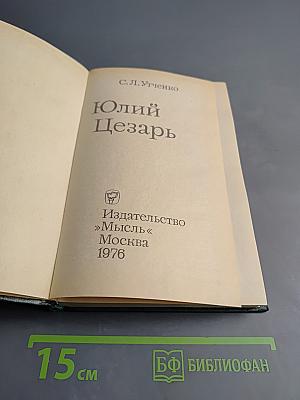 С. Л. Утченко
Юлий
Цезарь
Издательство
»Мысль«
Москва
1976
15 см
БФ БИБЛИОФАН